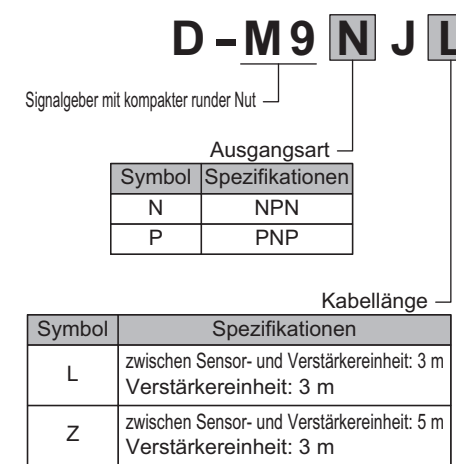 D-M9 N J L
Signalgeber mit kompakter runder Nut
Ausgangsart
Symbol Spezifikationen
N NPN
P PNP
Kabellänge
Symbol Spezifikationen
L zwischen Sensor- und Verstärkereinheit: 3 m
Verstärkereinheit: 3 m
Z zwischen Sensor- und Verstärkereinheit: 5 m
Verstärkereinheit: 3 m